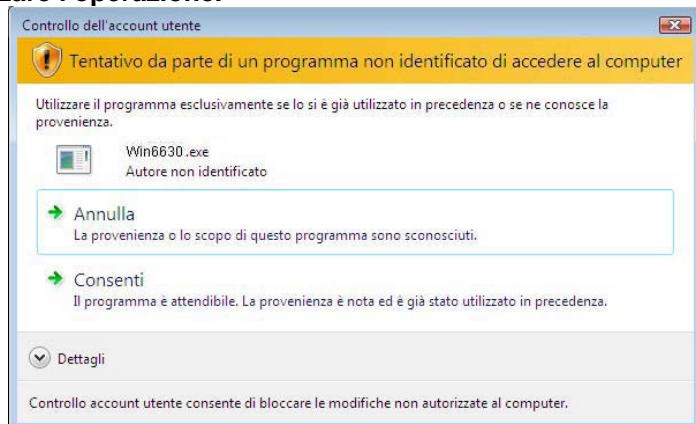 l'operazione.
Controllo dell'account utente
Tentativo da parte di un programma non identificato di accedere al computer
Utilizzare il programma esclusivamente se lo si è già utilizzato in precedenza o se ne conosce la
provenienza.
Win6630.exe
Autore non identificato
Annulla
La provenienza o lo scopo di questo programma sono sconosciuti.
Consenti
Il programma è attendibile. La provenienza è nota ed è già stato utilizzato in precedenza.
Dettagli
Controllo account utente consente di bloccare le modifiche non autorizzate al computer.